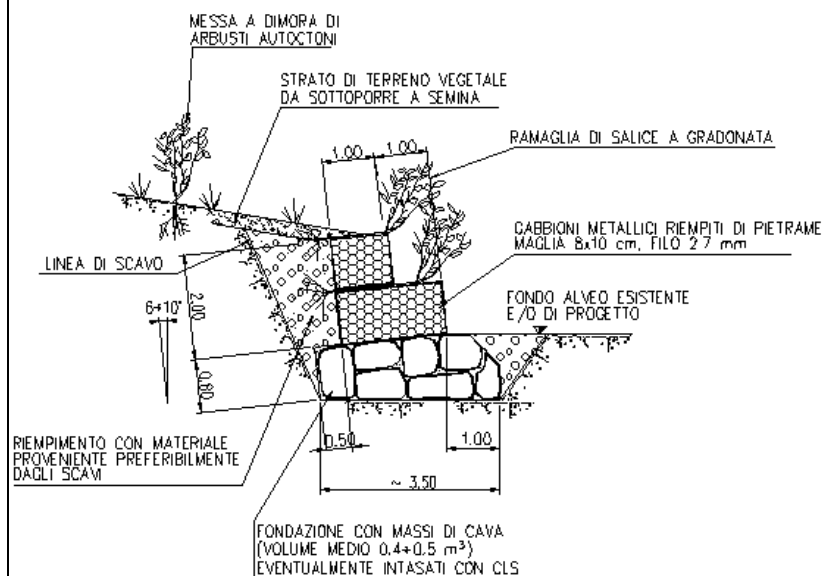 MESSA A DIMORA DI
ARBUSTI AUTOCTONI
STRATO DI TERRENO VEGETALE
DA SOTTOPORRE A SEMINA
1.00
1.00
RAMAGLIA DI SALICE A GRADONATA
GABBIONI METALLICI RIEMPITI DI PIETRAME
MAGLIA 8x10 cm, FILO 2.7 mm
LINEA DI SCAVO
FONDO ALVEO ESISTENTE
E/O DI PROGETTO
6÷10°
2.00
0.80
RIEMPIMENTO CON MATERIALE
PROVENIENTE PREFERIBILMENTE
DAGLI SCAVI
0.50
1.00
~ 3.50
FONDAZIONE CON MASSI DI CAVA
(VOLUME MEDIO 0.4÷0.5 m³)
EVENTUALMENTE INTASATI CON CLS